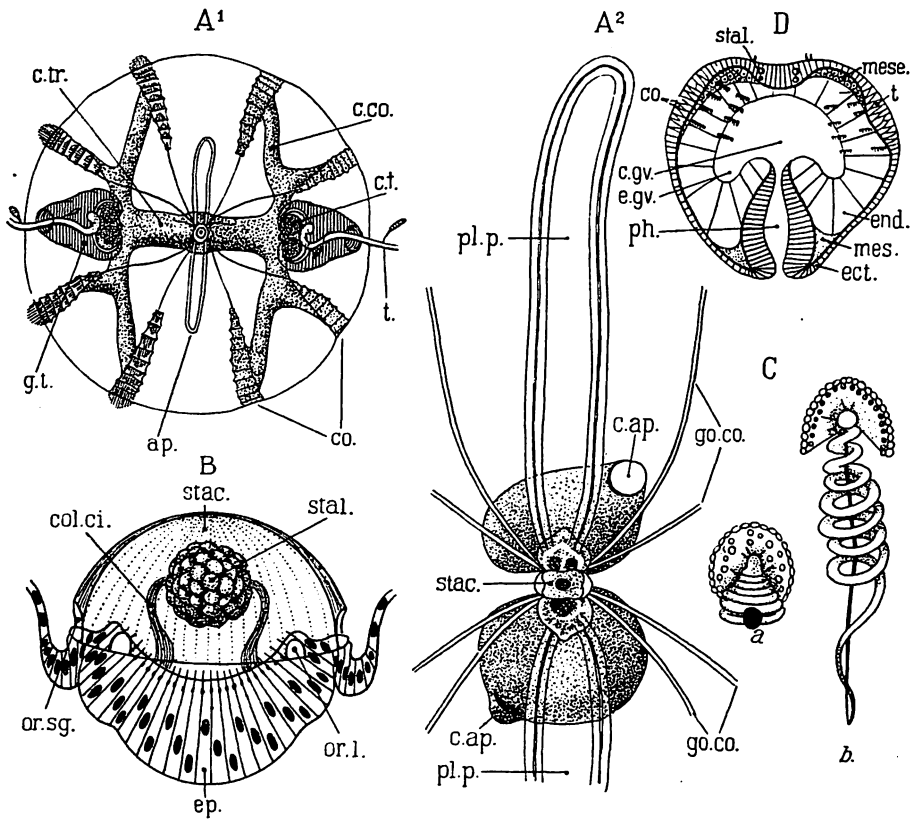 A¹
c.tr.
c.co.
c.t.
t.
g.t.
ap.
co.
A²
pl.p.
c.ap.
go.co.
stac.
c.ap.
go.co.
pl.p.
D
stal.
mese.
t
co.
c.gv.
e.gv.
end.
ph.
mes.
ect.
B
stac.
stal.
col.ci.
or.sg.
or.l.
ep.
C
a
b.